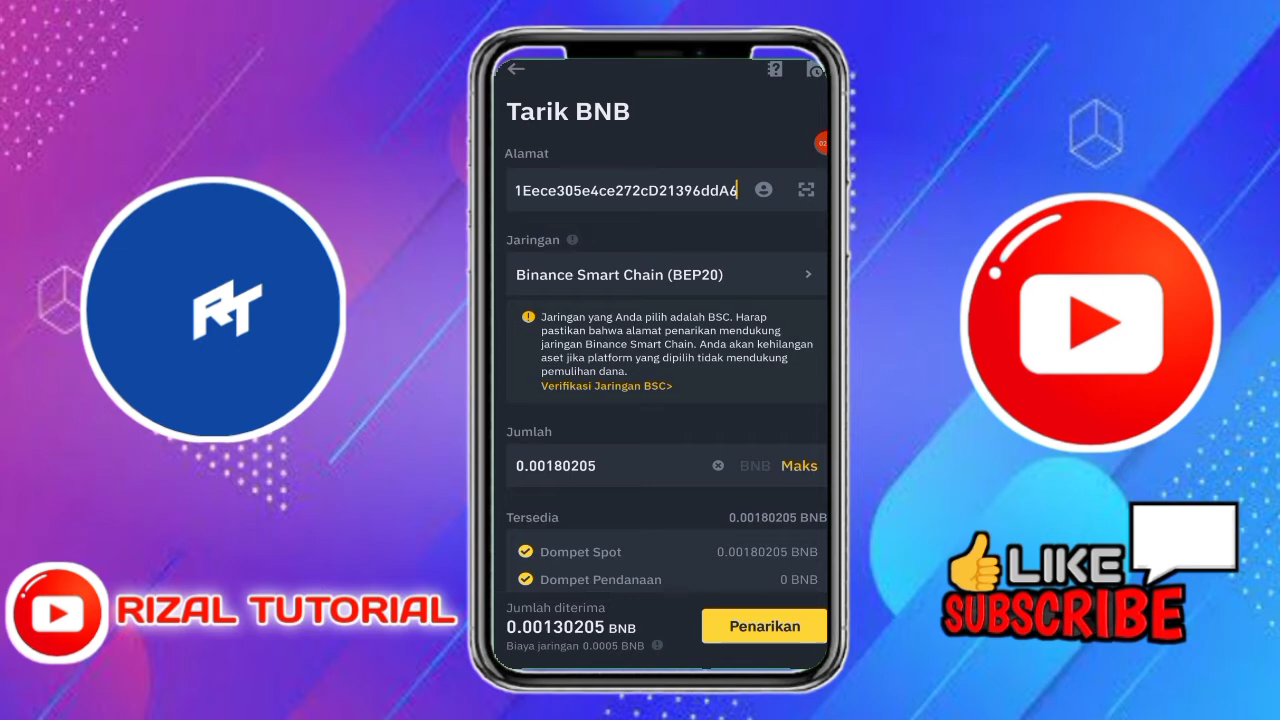 Tarik BNB
Alamat
1Eece305e4ce272cD21396ddA6
Jaringan
Binance Smart Chain (BEP20)
Jaringan yang Anda pilih adalah BSC. Harap
pastikan bahwa alamat penarikan mendukung
jaringan Binance Smart Chain. Anda akan kehilangan
aset jika platform yang dipilih tidak mendukung
pemulihan dana.
Verifikasi Jaringan BSC>
Jumlah
0.00180205 BNB Maks
Tersedia 0.00180205 BNB
Dompet Spot 0.00180205 BNB
Dompet Pendanaan 0 BNB
Jumlah diterima
0.00130205 BNB
Biaya jaringan 0.0005 BNB
Penarikan
RT
RIZAL TUTORIAL
LIKE
SUBSCRIBE